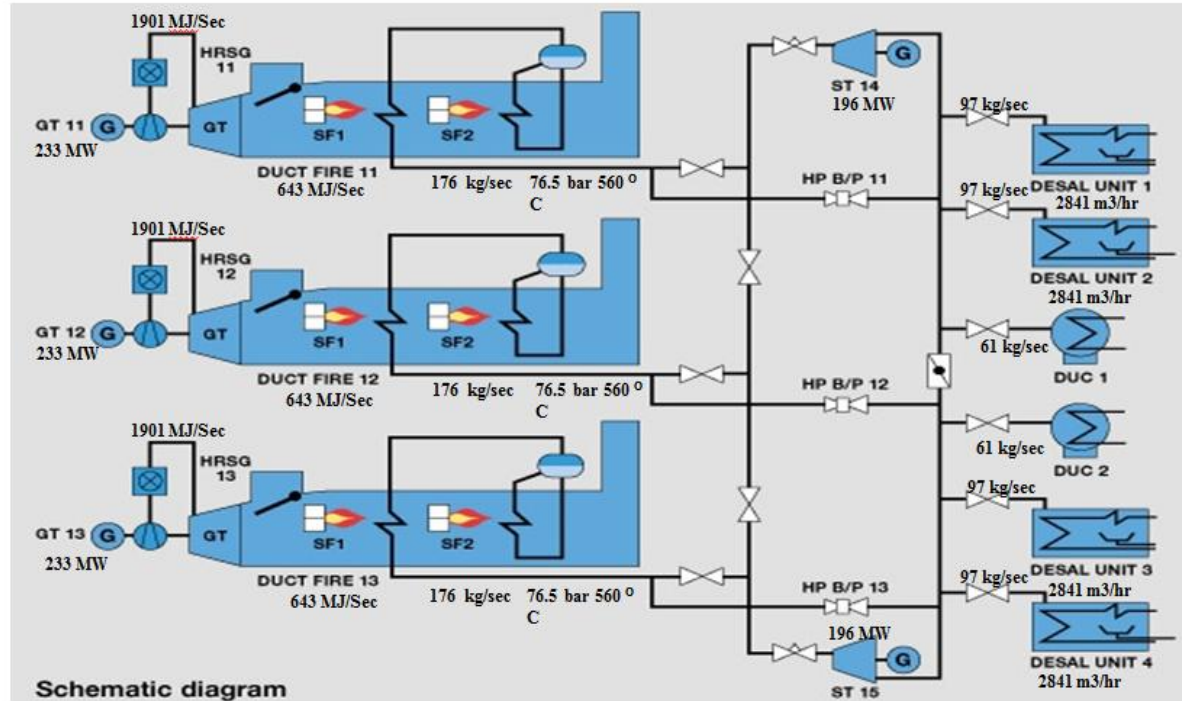 1901 MJ/Sec
HRSG
11
GT 11 G
233 MW
GT
SF1
SF2
DUCT FIRE 11
643 MJ/Sec
176 kg/sec 76.5 bar 560 O
C
1901 MJ/Sec
HRSG
12
GT 12 G
233 MW
GT
SF1
SF2
DUCT FIRE 12
643 MJ/Sec
176 kg/sec 76.5 bar 560 O
C
1901 MJ/Sec
HRSG
13
GT 13 G
233 MW
GT
SF1
SF2
DUCT FIRE 13
643 MJ/Sec
176 kg/sec 76.5 bar 560 O
C
G
ST 14
196 MW
HP B/P 11
HP B/P 12
HP B/P 13
196 MW
G
ST 15
97 kg/sec
DESAL UNIT 1
2841 m3/hr
97 kg/sec
DESAL UNIT 2
2841 m3/hr
61 kg/sec
DUC 1
61 kg/sec
DUC 2
97 kg/sec
DESAL UNIT 3
2841 m3/hr
97 kg/sec
DESAL UNIT 4
2841 m3/hr
Schematic diagram